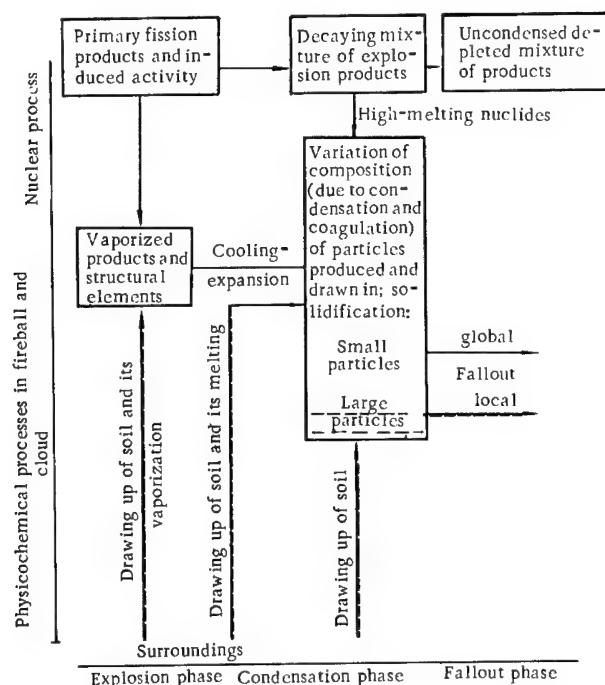 Primary fission
products and in-
duced activity
Decaying mix-
ture of explo-
sion products
Uncondensed de-
pleted mixture
of products
High-melting nuclides
Nuclear process
Variation of
composition
(due to con-
densation and
coagulation)
of particles
produced and
drawn in; so-
lidification:
Small
particles
Large
particles
Vaporized
products and
structural
elements
Cooling-
expansion
global
Fallout
local
Physicochemical processes in fireball and
cloud
Drawing up of soil and its
vaporization
Drawing up of soil and its melting
Drawing up of soil
Surroundings
Explosion phase
Condensation phase
Fallout phase